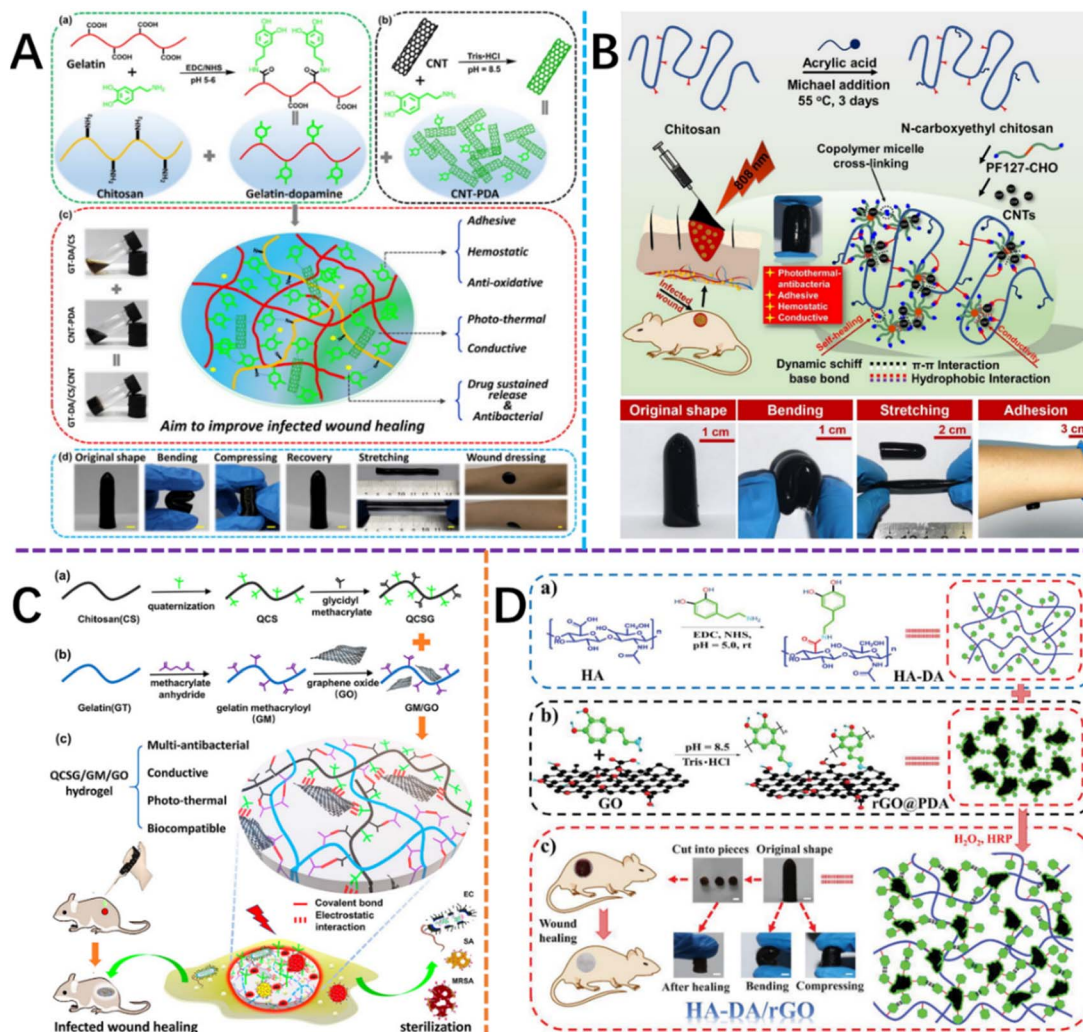 A
(a)
COOH
COOH
COOH
Gelatin
COOH
COOH
COOH
+
EDC/NHS
pH 5-6
Chitosan
+
Gelatin-dopamine
(b)
CNT
+
Tris-HCl
pH = 8.5
CNT-PDA
(c)
GT-DA/CS
+
CNT-PDA
GT-DA/CS/CNT
Adhesive
Hemostatic
Anti-oxidative
Photo-thermal
Conductive
Drug sustained
release
&
Antibacterial
Aim to improve infected wound healing
(d)
Original shape
Bending
Compressing
Recovery
Stretching
Wound dressing
B
Acrylic acid
Michael addition
55 °C, 3 days
Chitosan
N-carboxyethyl chitosan
Copolymer micelle
cross-linking
PF127-CHO
CNTs
808 nm
Photothermal-
antibacteria
Adhesive
Hemostatic
Conductive
Infected
wound
Self-healing
Conductivity
Dynamic schiff
base bond
π-π Interaction
Hydrophobic Interaction
Original shape
1 cm
Bending
1 cm
Stretching
2 cm
Adhesion
3 cm
C
(a)
Chitosan(CS)
quaternization
QCS
glycidyl
methacrylate
QCSG
+
(b)
Gelatin(GT)
methacrylate
anhydride
gelatin methacryloyl
(GM)
graphene oxide
(GO)
GM/GO
(c)
QCSG/GM/GO
hydrogel
Multi-antibacterial
Conductive
Photo-thermal
Biocompatible
Covalent bond
Electrostatic
interaction
EC
SA
MRSA
Infected wound healing
sterilization
D
a)
HA
EDC, NHS,
pH = 5.0, rt
HA-DA
+
b)
+
GO
pH = 8.5
Tris·HCl
rGO@PDA
H2O2, HRP
c)
Cut into pieces
Original shape
Wound
healing
After healing
Bending
Compressing
HA-DA/rGO